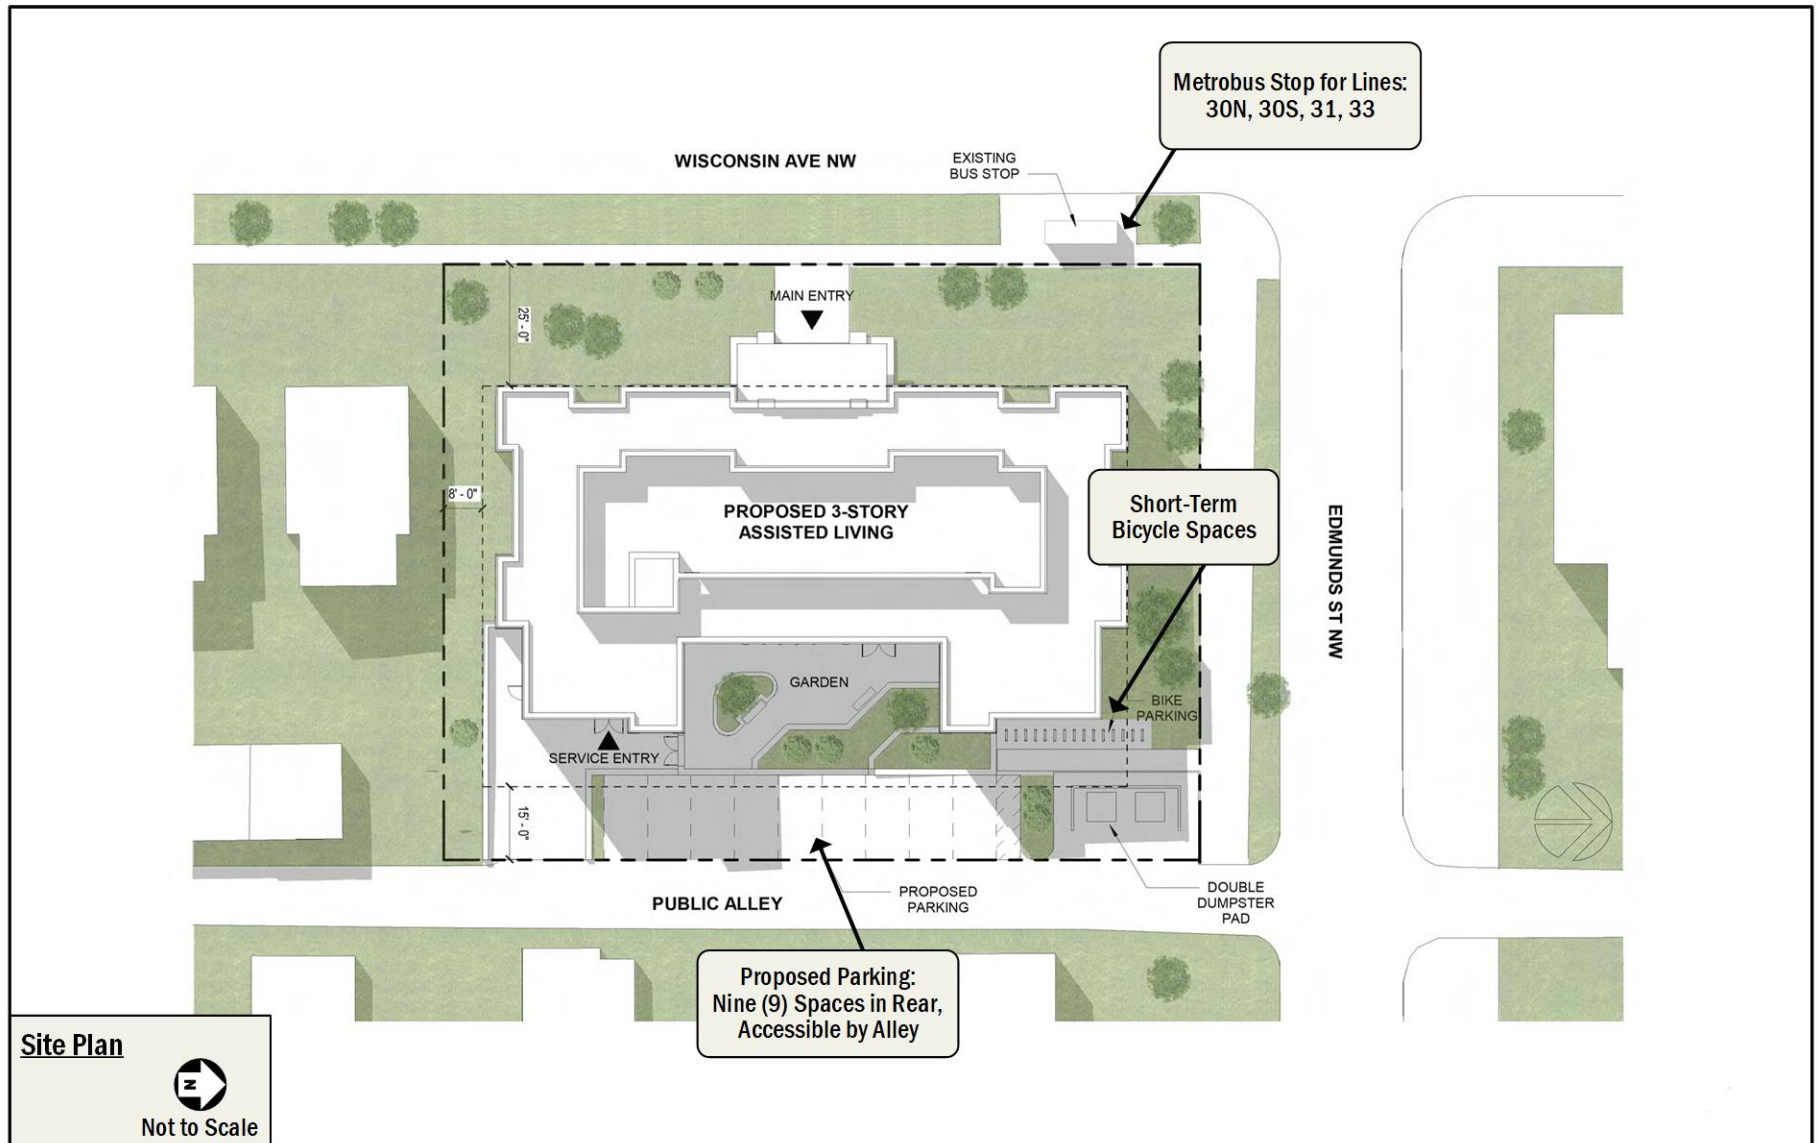 Metrobus Stop for Lines:
30N, 30S, 31, 33
WISCONSIN AVE NW
EXISTING
BUS STOP
MAIN ENTRY
25' - 0"
8' - 0"
PROPOSED 3-STORY
ASSISTED LIVING
Short-Term
Bicycle Spaces
EDMUNDS ST NW
GARDEN
BIKE
PARKING
SERVICE ENTRY
15' - 0"
PUBLIC ALLEY
PROPOSED
PARKING
DOUBLE
DUMPSTER
PAD
Proposed Parking:
Nine (9) Spaces in Rear,
Accessible by Alley
Site Plan
N
Not to Scale